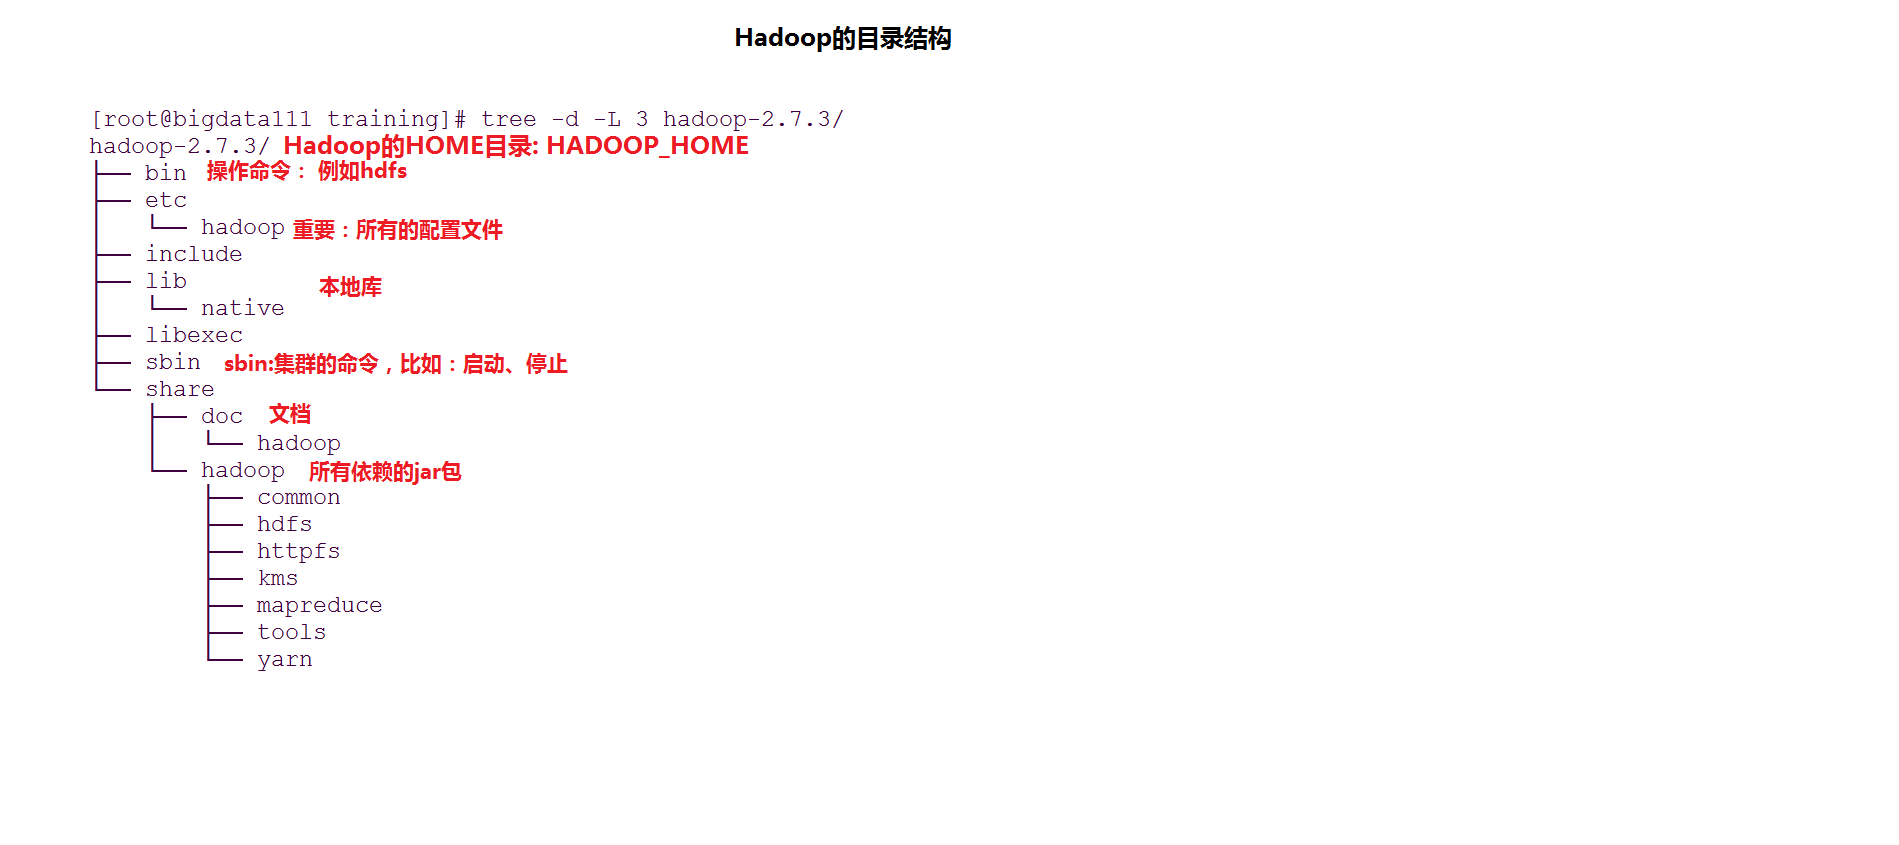 Hadoop的目录结构
[root@bigdata111 training]# tree -d -L 3 hadoop-2.7.3/
hadoop-2.7.3/ Hadoop的HOME目录: HADOOP_HOME
├── bin 操作命令： 例如hdfs
├── etc
│   └── hadoop 重要：所有的配置文件
├── include
├── lib 本地库
│   └── native
├── libexec
├── sbin sbin:集群的命令，比如：启动、停止
└── share
    ├── doc 文档
    │   └── hadoop
    └── hadoop 所有依赖的jar包
        ├── common
        ├── hdfs
        ├── httpfs
        ├── kms
        ├── mapreduce
        ├── tools
        └── yarn